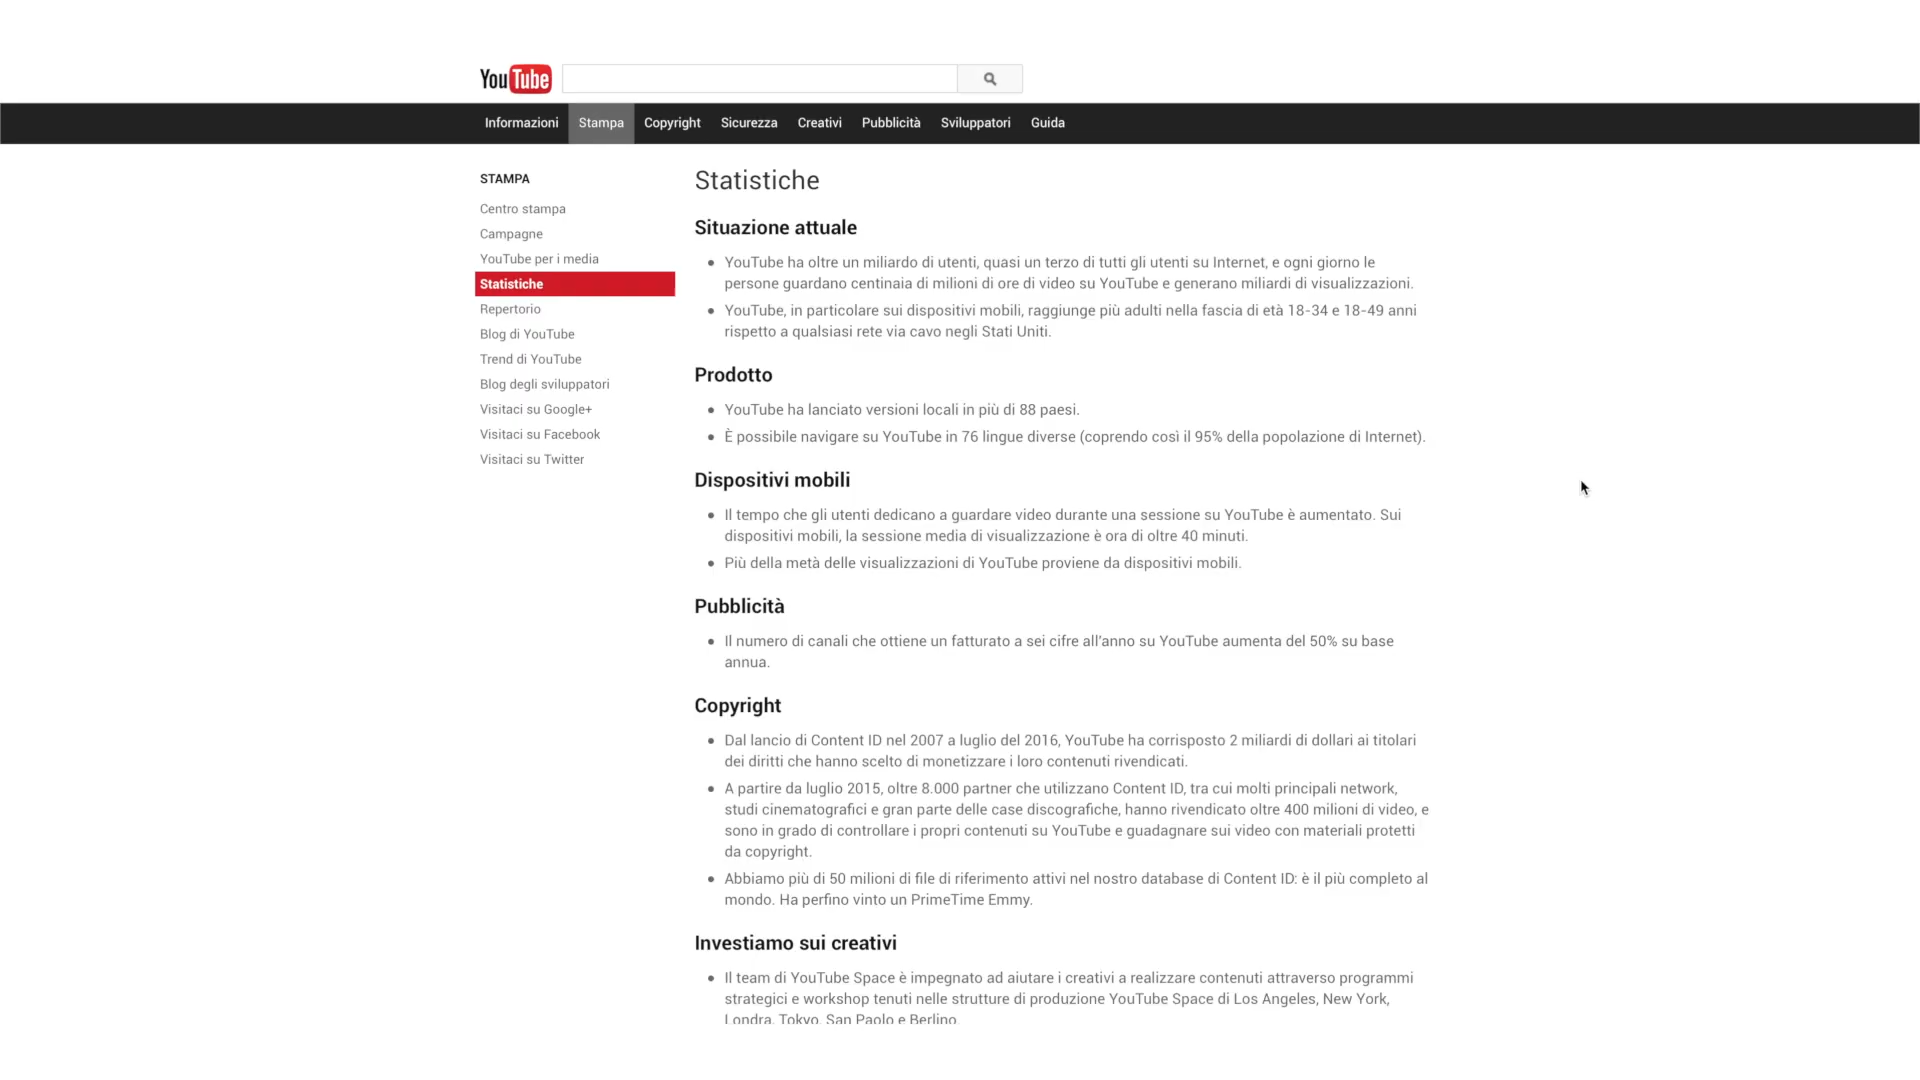 YouTube
Informazioni Stampa Copyright Sicurezza Creativi Pubblicità Sviluppatori Guida
STAMPA
Centro stampa
Campagne
YouTube per i media
Statistiche
Repertorio
Blog di YouTube
Trend di YouTube
Blog degli sviluppatori
Visitaci su Google+
Visitaci su Facebook
Visitaci su Twitter
Statistiche
Situazione attuale
YouTube ha oltre un miliardo di utenti, quasi un terzo di tutti gli utenti su Internet, e ogni giorno le
persone guardano centinaia di milioni di ore di video su YouTube e generano miliardi di visualizzazioni.
YouTube, in particolare sui dispositivi mobili, raggiunge più adulti nella fascia di età 18-34 e 18-49 anni
rispetto a qualsiasi rete via cavo negli Stati Uniti.
Prodotto
YouTube ha lanciato versioni locali in più di 88 paesi.
È possibile navigare su YouTube in 76 lingue diverse (coprendo così il 95% della popolazione di Internet).
Dispositivi mobili
Il tempo che gli utenti dedicano a guardare video durante una sessione su YouTube è aumentato. Sui
dispositivi mobili, la sessione media di visualizzazione è ora di oltre 40 minuti.
Più della metà delle visualizzazioni di YouTube proviene da dispositivi mobili.
Pubblicità
Il numero di canali che ottiene un fatturato a sei cifre all'anno su YouTube aumenta del 50% su base
annua.
Copyright
Dal lancio di Content ID nel 2007 a luglio del 2016, YouTube ha corrisposto 2 miliardi di dollari ai titolari
dei diritti che hanno scelto di monetizzare i loro contenuti rivendicati.
A partire da luglio 2015, oltre 8.000 partner che utilizzano Content ID, tra cui molti principali network,
studi cinematografici e gran parte delle case discografiche, hanno rivendicato oltre 400 milioni di video, e
sono in grado di controllare i propri contenuti su YouTube e guadagnare sui video con materiali protetti
da copyright.
Abbiamo più di 50 milioni di file di riferimento attivi nel nostro database di Content ID: è il più completo al
mondo. Ha perfino vinto un PrimeTime Emmy.
Investiamo sui creativi
Il team di YouTube Space è impegnato ad aiutare i creativi a realizzare contenuti attraverso programmi
strategici e workshop tenuti nelle strutture di produzione YouTube Space di Los Angeles, New York,
Londra, Tokyo, San Paolo e Berlino.